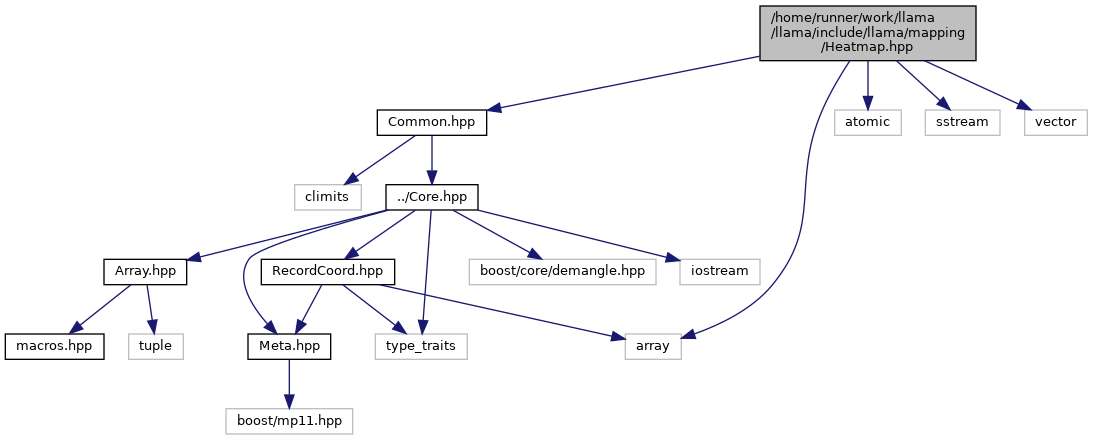 /home/runner/work/llama
/llama/include/llama/mapping
/Heatmap.hpp
Common.hpp
atomic
sstream
vector
climits
../Core.hpp
Array.hpp
RecordCoord.hpp
boost/core/demangle.hpp
iostream
macros.hpp
tuple
Meta.hpp
type_traits
array
boost/mp11.hpp